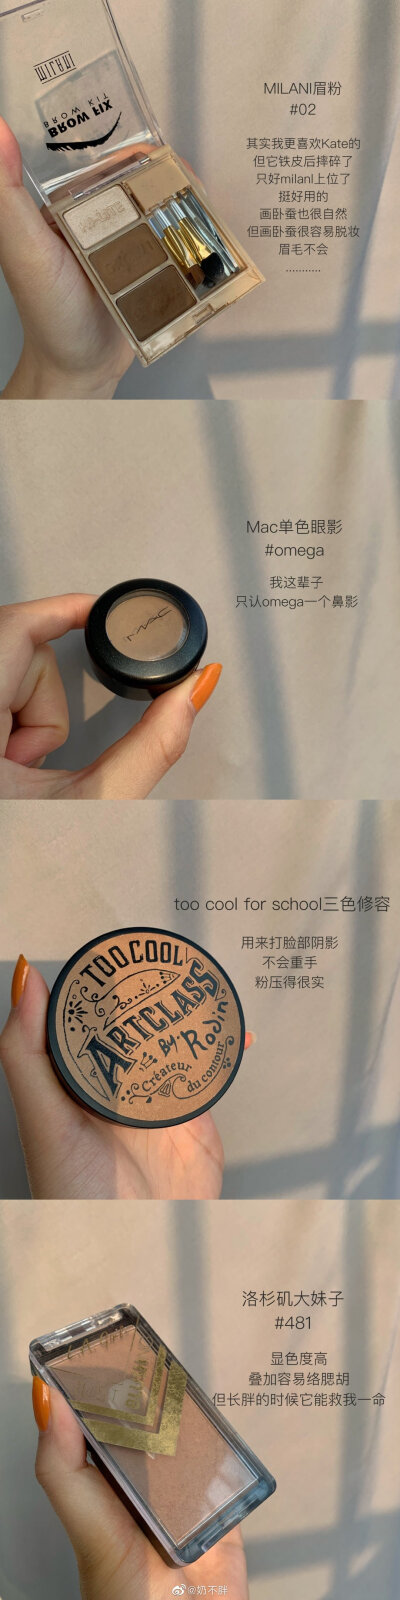 MILANI
BROW KIT
BROW FIX
MILANI眉粉
#02
其实我更喜欢Kate的
但它铁皮后摔碎了
只好milanl上位了
挺好用的
画卧蚕也很自然
但画卧蚕很容易脱妆
眉毛不会
...........
Mac单色眼影
#omega
我这辈子
只认omega一个鼻影
MAC
too cool for school三色修容
用来打脸部阴影
不会重手
粉压得很实
TOO COOL
ARTCLASS
BY. Rodin
Créateur
du contour
洛杉矶大妹子
#481
显色度高
叠加容易络腮胡
但长胖的时候它能救我一命
@奶不胖